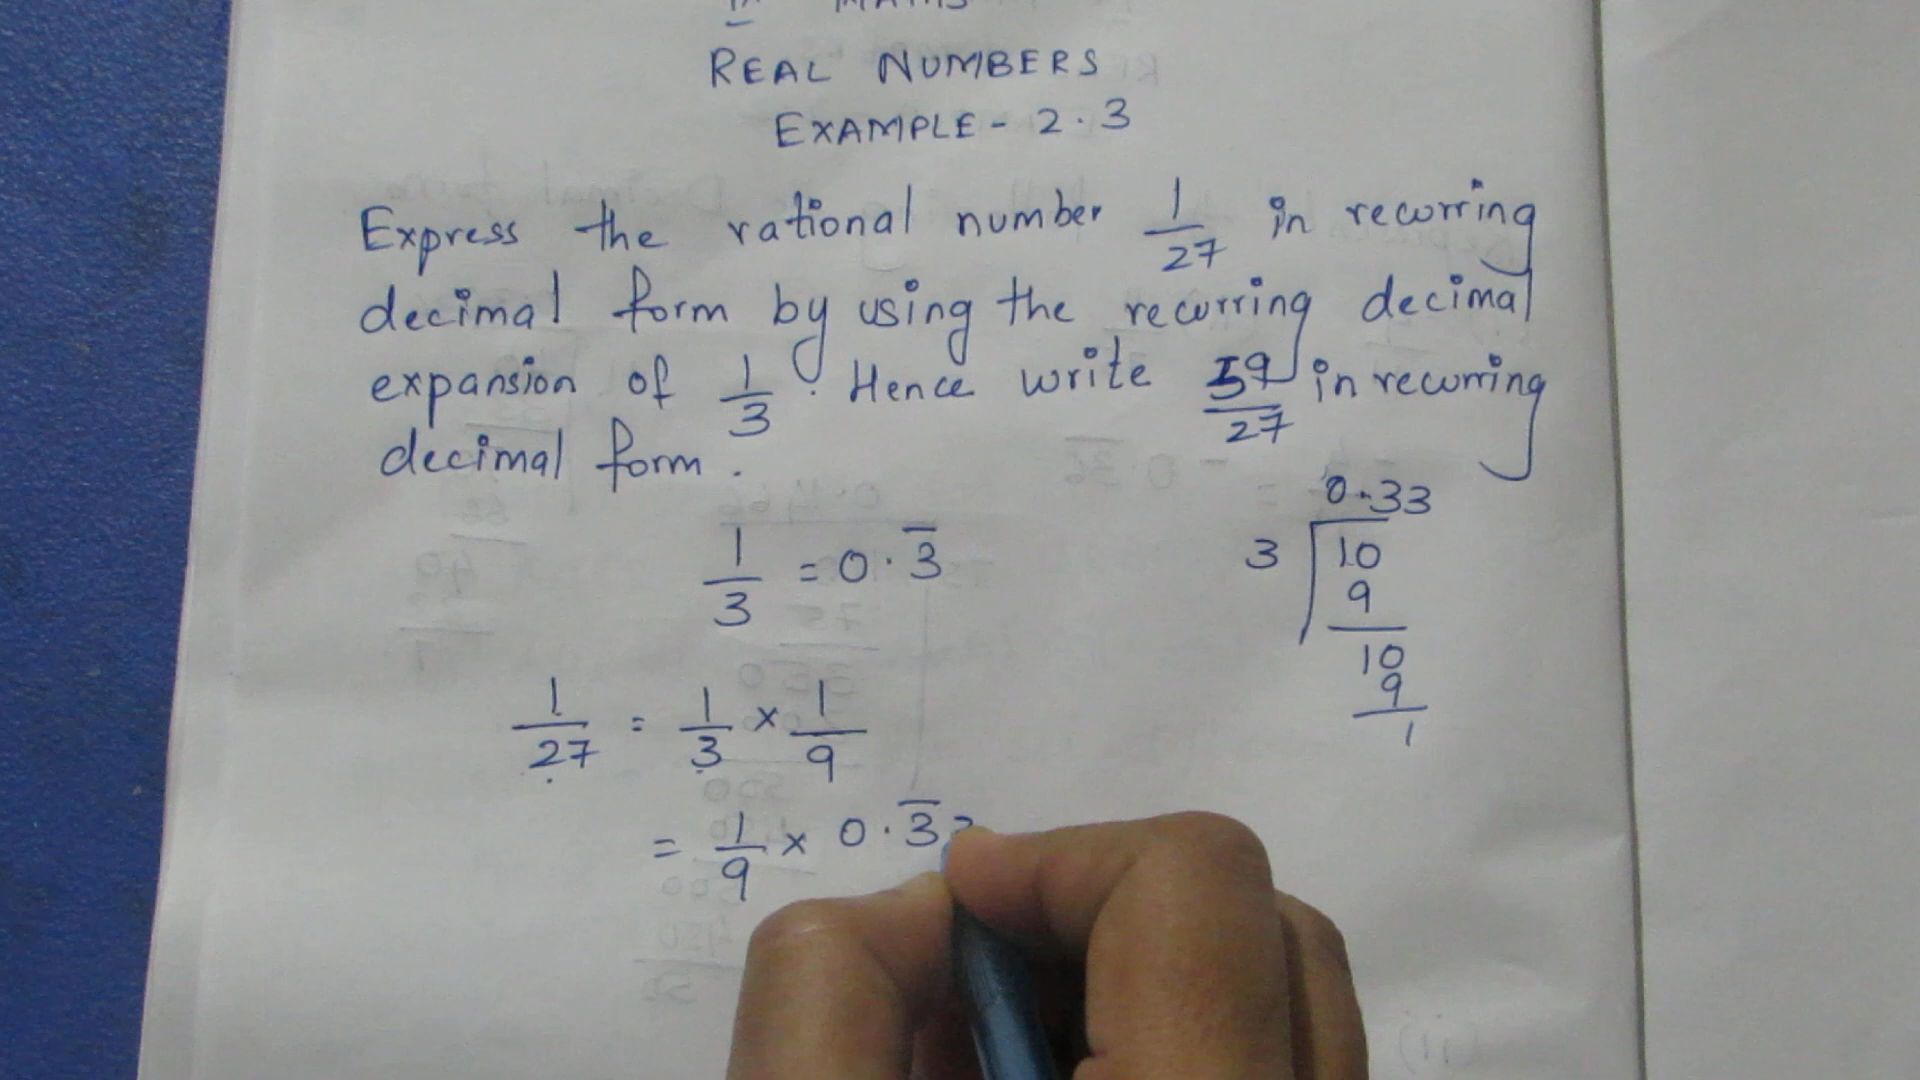 REAL NUMBERS
EXAMPLE - 2.3
Express the rational number 1/27 in recurring
decimal form by using the recurring decimal
expansion of 1/3. Hence write 59/27 in recurring
decimal form.
1/3 = 0.3̅
0.33
3 10
9
10
9
1
1/27 = 1/3 × 1/9
= 1/9 × 0.3̅